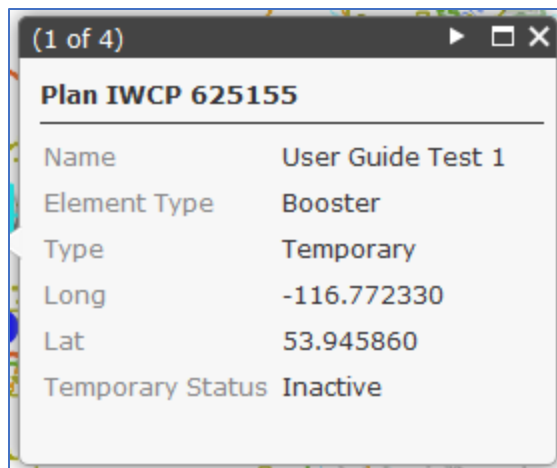 (1 of 4)
Plan IWCP 625155
Name User Guide Test 1
Element Type Booster
Type Temporary
Long -116.772330
Lat 53.945860
Temporary Status Inactive